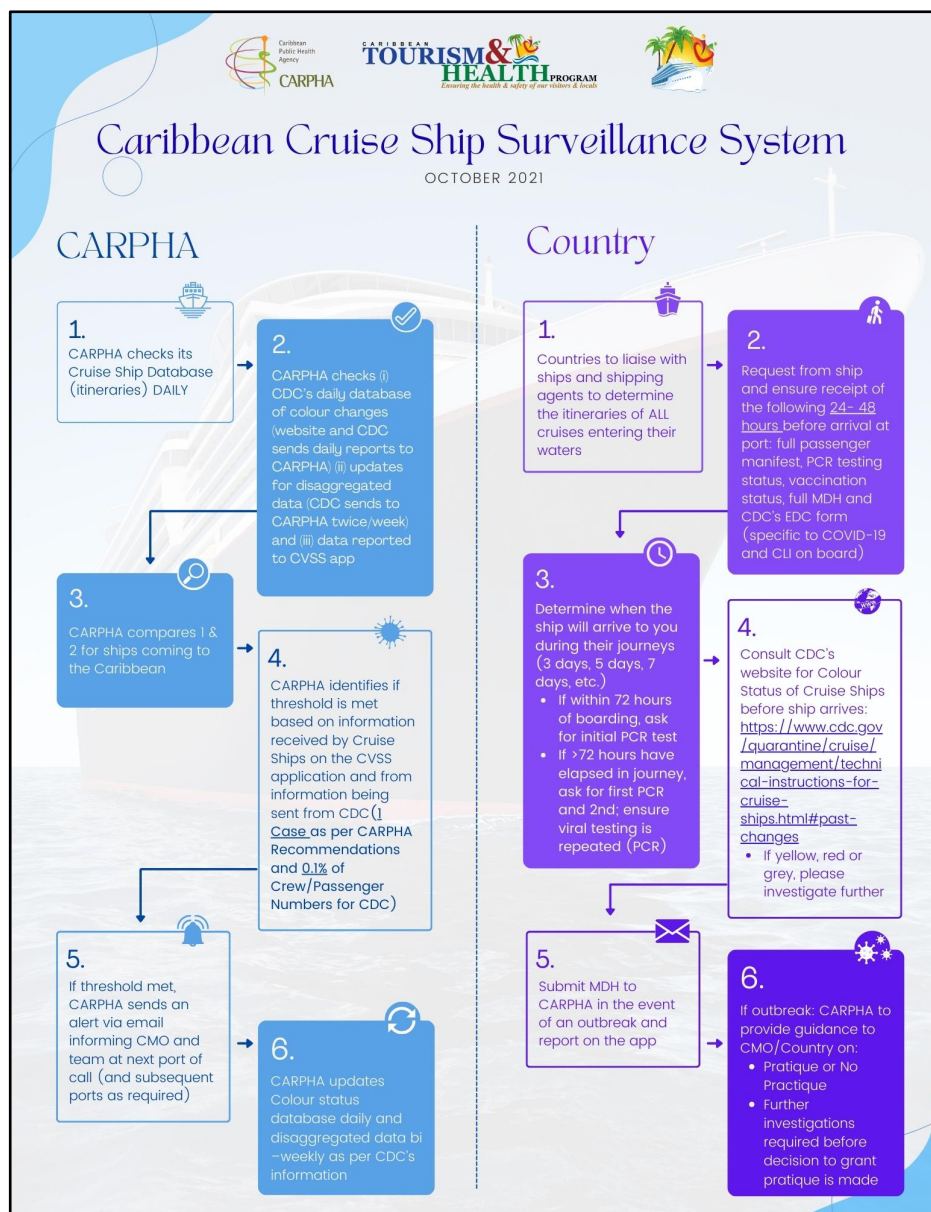 Caribbean
Public Health
Agency
CARPHA
CARIBBEAN
TOURISM&
HEALTH PROGRAM
Ensuring the health & safety of our visitors & locals
Caribbean Cruise Ship Surveillance System
OCTOBER 2021
CARPHA
1.
CARPHA checks its
Cruise Ship Database
(itineraries) DAILY
2.
CARPHA checks (i)
CDC's daily database
of colour changes
(website and CDC
sends daily reports to
CARPHA) (ii) updates
for disaggregated
data (CDC sends to
CARPHA twice/week)
and (iii) data reported
to CVSS app
3.
CARPHA compares 1 &
2 for ships coming to
the Caribbean
4.
CARPHA identifies if
threshold is met
based on information
received by Cruise
Ships on the CVSS
application and from
information being
sent from CDC(1
Case as per CARPHA
Recommendations
and 0.1% of
Crew/Passenger
Numbers for CDC)
5.
If threshold met,
CARPHA sends an
alert via email
informing CMO and
team at next port of
call (and subsequent
ports as required)
6.
CARPHA updates
Colour status
database daily and
disaggregated data bi
-weekly as per CDC's
information
Country
1.
Countries to liaise with
ships and shipping
agents to determine
the itineraries of ALL
cruises entering their
waters
2.
Request from ship
and ensure receipt of
the following 24- 48
hours before arrival at
port: full passenger
manifest, PCR testing
status, vaccination
status, full MDH and
CDC's EDC form
(specific to COVID-19
and CLI on board)
3.
Determine when the
ship will arrive to you
during their journeys
(3 days, 5 days, 7
days, etc.)
• If within 72 hours
of boarding, ask
for initial PCR test
• If >72 hours have
elapsed in journey,
ask for first PCR
and 2nd; ensure
viral testing is
repeated (PCR)
www
4.
Consult CDC's
website for Colour
Status of Cruise Ships
before ship arrives:
https://www.cdc.gov
/quarantine/cruise/
management/techni
cal-instructions-for-
cruise-
ships.html#past-
changes
• If yellow, red or
grey, please
investigate further
5.
Submit MDH to
CARPHA in the event
of an outbreak and
report on the app
6.
If outbreak: CARPHA to
provide guidance to
CMO/Country on:
• Pratique or No
Practique
• Further
investigations
required before
decision to grant
pratique is made